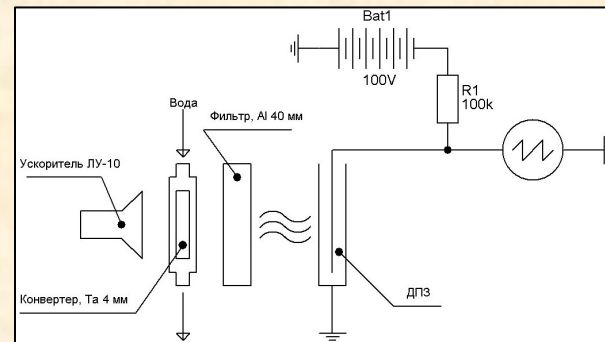 Bat1
100V
R1
100k
Вода
Фильтр, Al 40 мм
Ускоритель ЛУ-10
Конвертер, Та 4 мм
ДПЗ